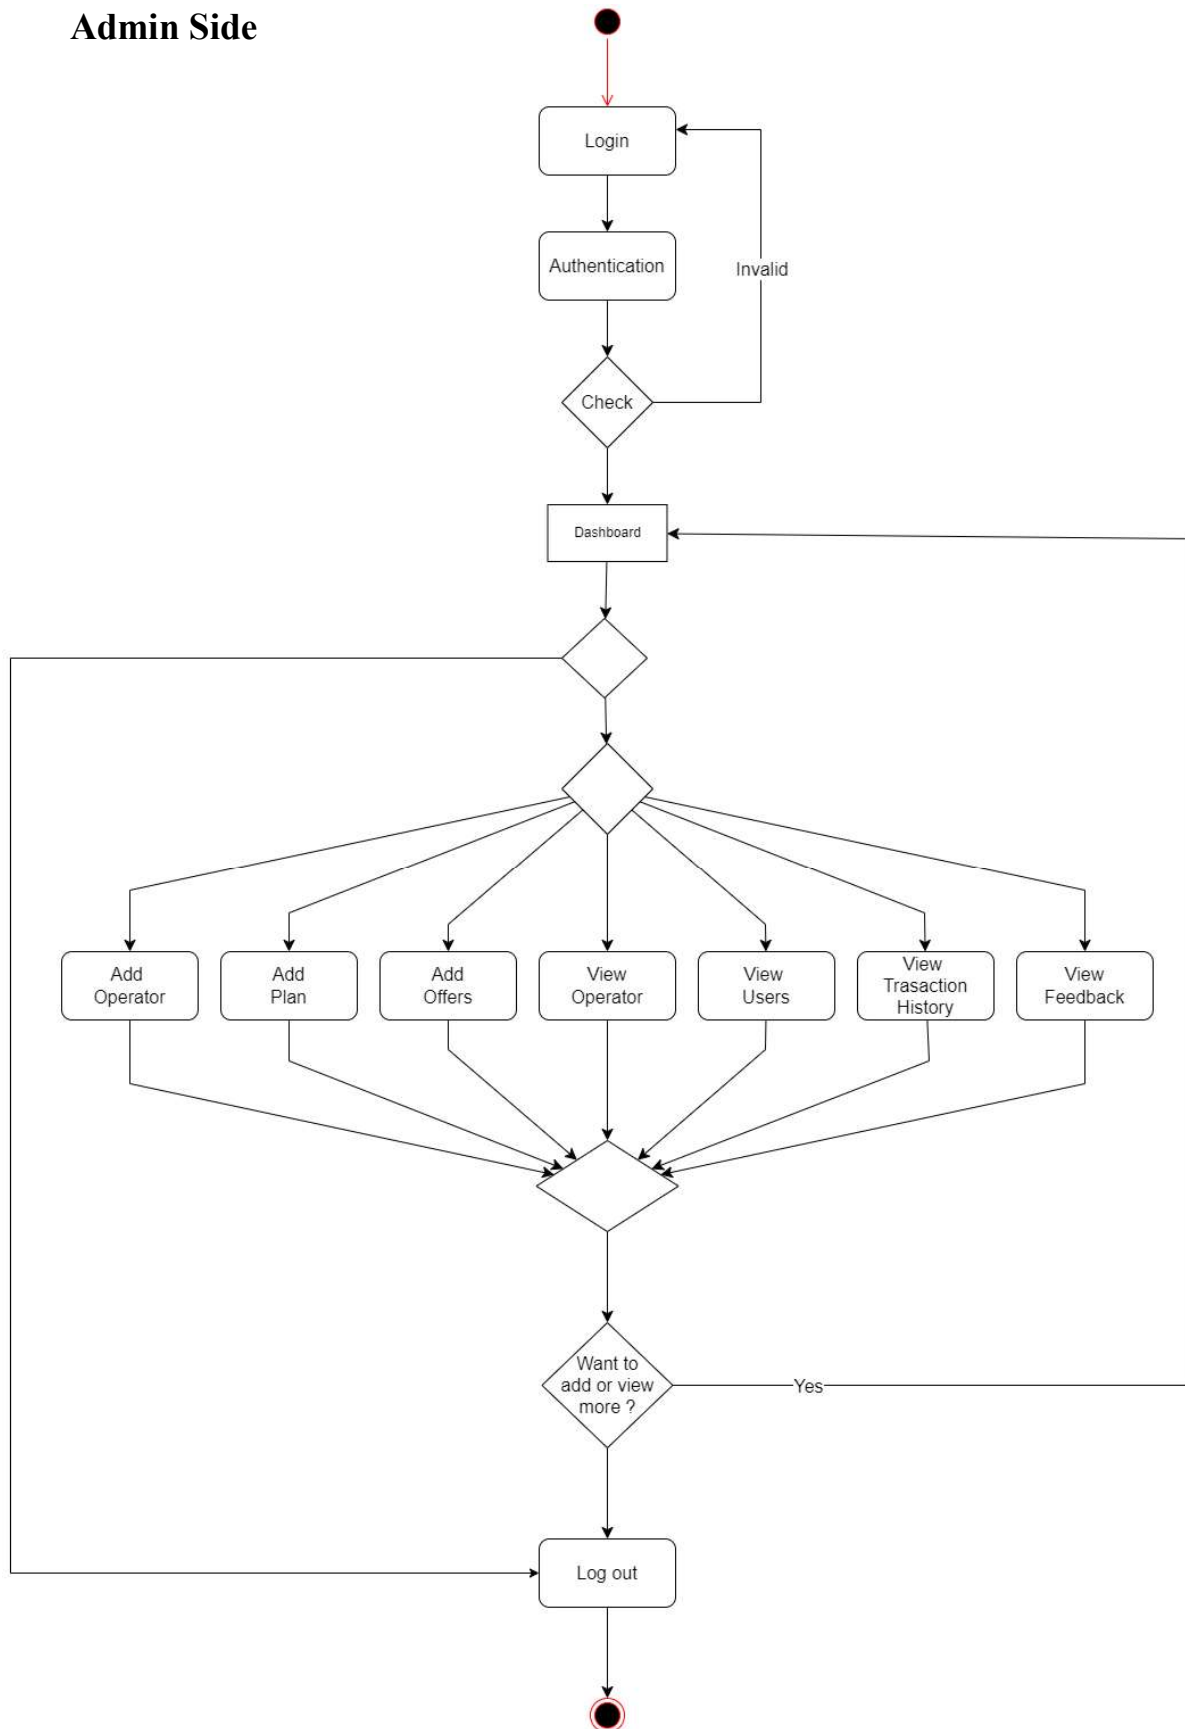 Admin Side
Login
Authentication
Invalid
Check
Dashboard
Add
Operator
Add
Plan
Add
Offers
View
Operator
View
Users
View
Trasaction
History
View
Feedback
Want to
add or view
more ?
Yes
Log out